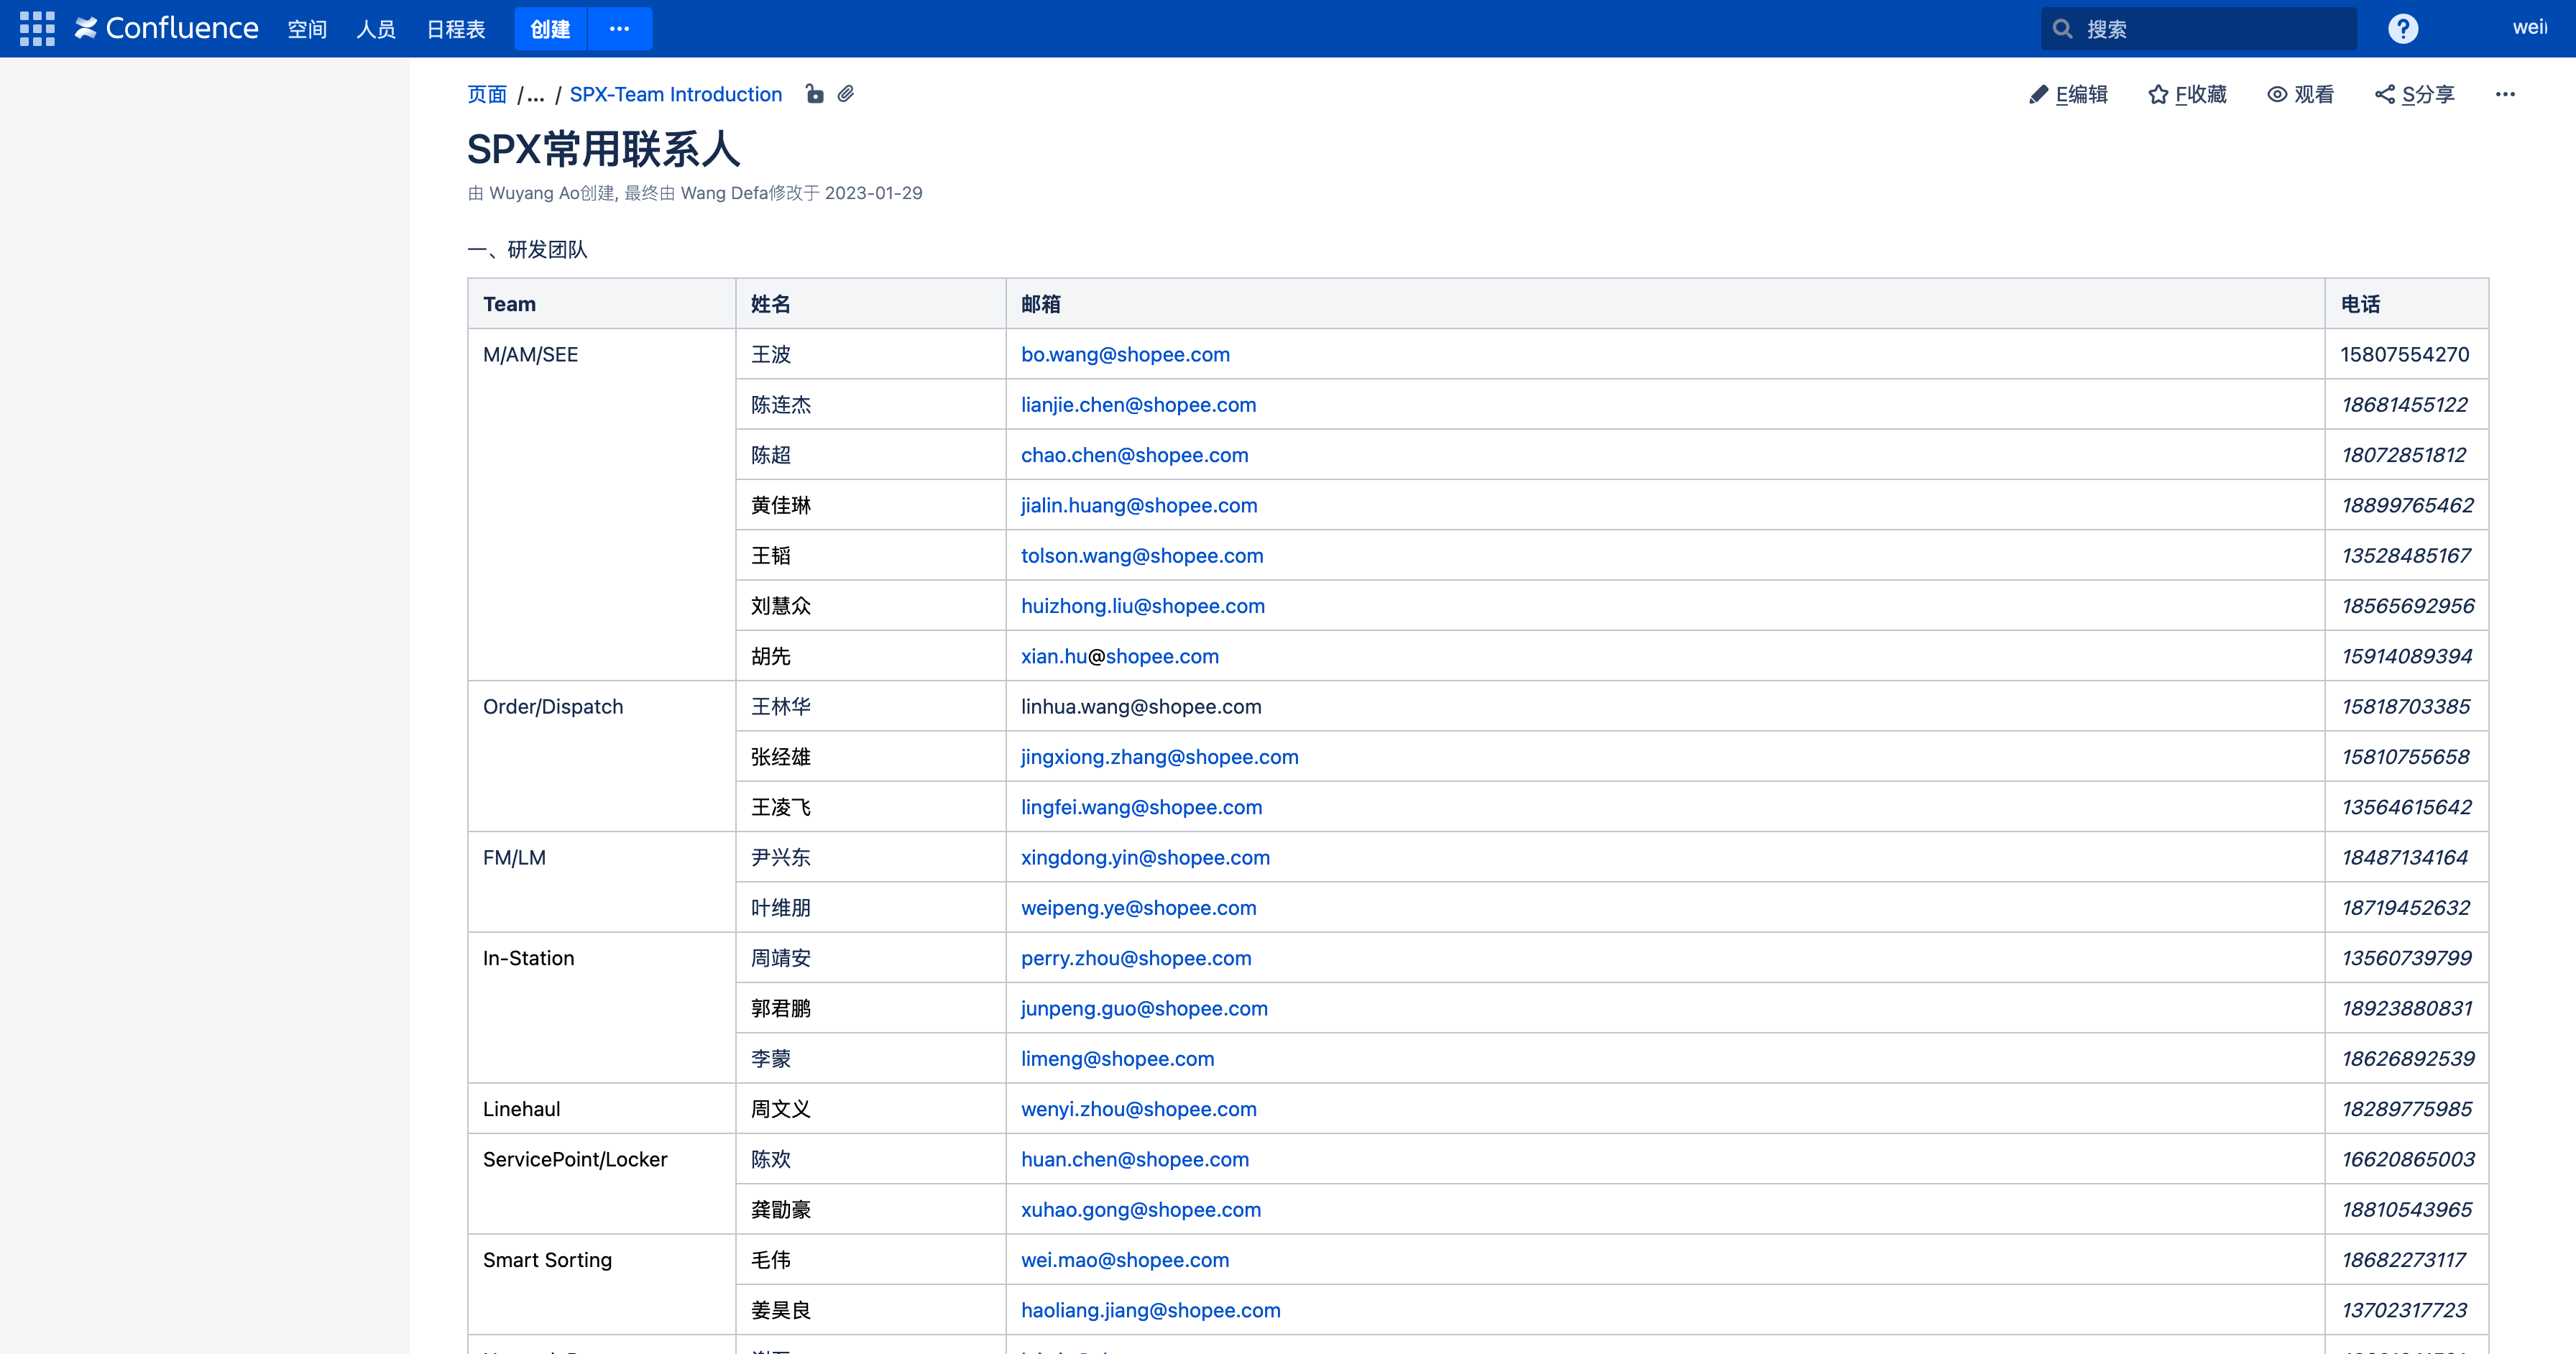 Confluence 空间 人员 日程表 创建 ··· 搜索 ?
页面 /... / SPX-Team Introduction E编辑 F收藏 观看 S分享 ···
SPX常用联系人
由 Wuyang Ao创建, 最终由 Wang Defa修改于 2023-01-29
一、研发团队
Team 姓名 邮箱 电话
M/AM/SEE 王波 bo.wang@shopee.com 15807554270
陈连杰 lianjie.chen@shopee.com 18681455122
陈超 chao.chen@shopee.com 18072851812
黄佳琳 jialin.huang@shopee.com 18899765462
王韬 tolson.wang@shopee.com 13528485167
刘慧众 huizhong.liu@shopee.com 18565692956
胡先 xian.hu@shopee.com 15914089394
Order/Dispatch 王林华 linhua.wang@shopee.com 15818703385
张经雄 jingxiong.zhang@shopee.com 15810755658
王凌飞 lingfei.wang@shopee.com 13564615642
FM/LM 尹兴东 xingdong.yin@shopee.com 18487134164
叶维朋 weipeng.ye@shopee.com 18719452632
In-Station 周靖安 perry.zhou@shopee.com 13560739799
郭君鹏 junpeng.guo@shopee.com 18923880831
李蒙 limeng@shopee.com 18626892539
Linehaul 周文义 wenyi.zhou@shopee.com 18289775985
ServicePoint/Locker 陈欢 huan.chen@shopee.com 16620865003
龚勖豪 xuhao.gong@shopee.com 18810543965
Smart Sorting 毛伟 wei.mao@shopee.com 18682273117
姜昊良 haoliang.jiang@shopee.com 13702317723